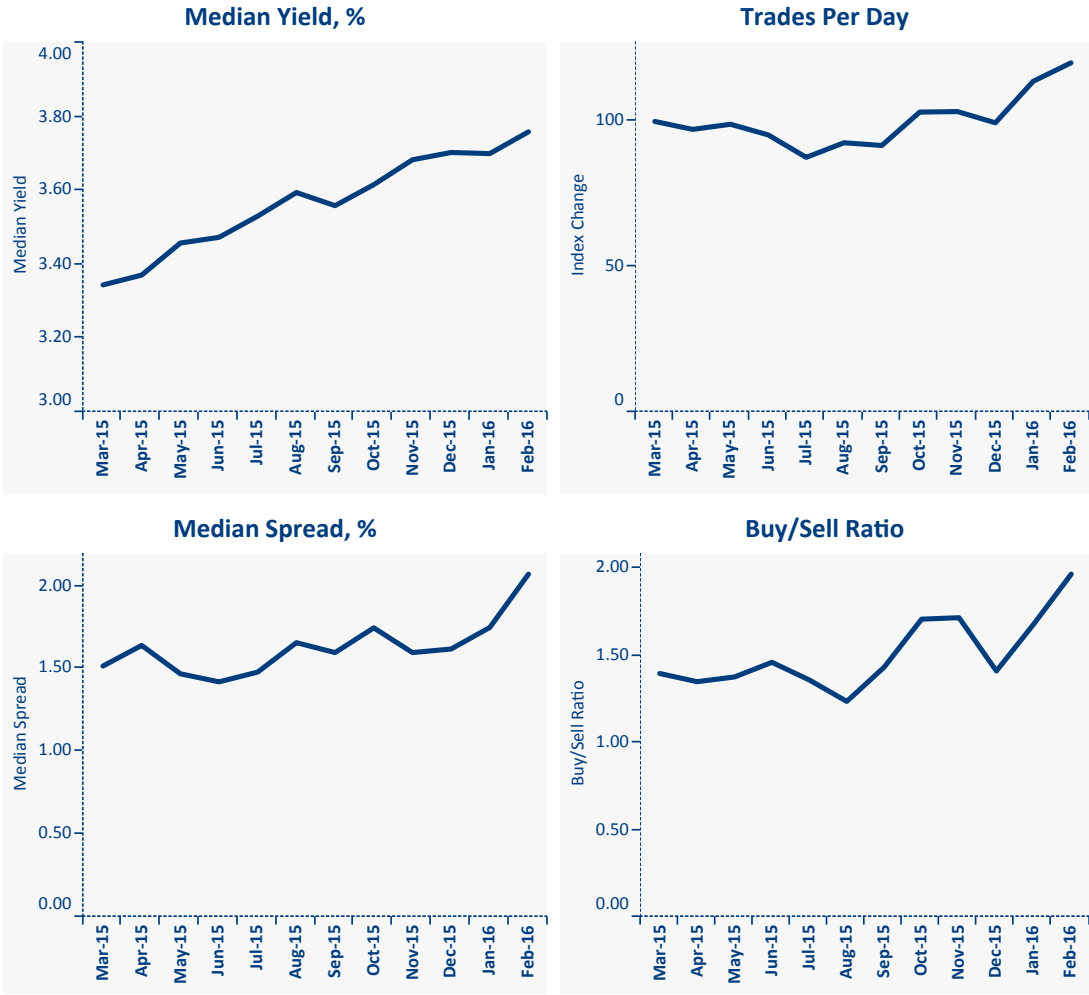 Median Yield, %
4.00
3.80
3.60
3.40
3.20
3.00
Median Yield
Mar-15
Apr-15
May-15
Jun-15
Jul-15
Aug-15
Sep-15
Oct-15
Nov-15
Dec-15
Jan-16
Feb-16
Trades Per Day
100
50
0
Index Change
Mar-15
Apr-15
May-15
Jun-15
Jul-15
Aug-15
Sep-15
Oct-15
Nov-15
Dec-15
Jan-16
Feb-16
Median Spread, %
2.00
1.50
1.00
0.50
0.00
Median Spread
Mar-15
Apr-15
May-15
Jun-15
Jul-15
Aug-15
Sep-15
Oct-15
Nov-15
Dec-15
Jan-16
Feb-16
Buy/Sell Ratio
2.00
1.50
1.00
0.50
0.00
Buy/Sell Ratio
Mar-15
Apr-15
May-15
Jun-15
Jul-15
Aug-15
Sep-15
Oct-15
Nov-15
Dec-15
Jan-16
Feb-16